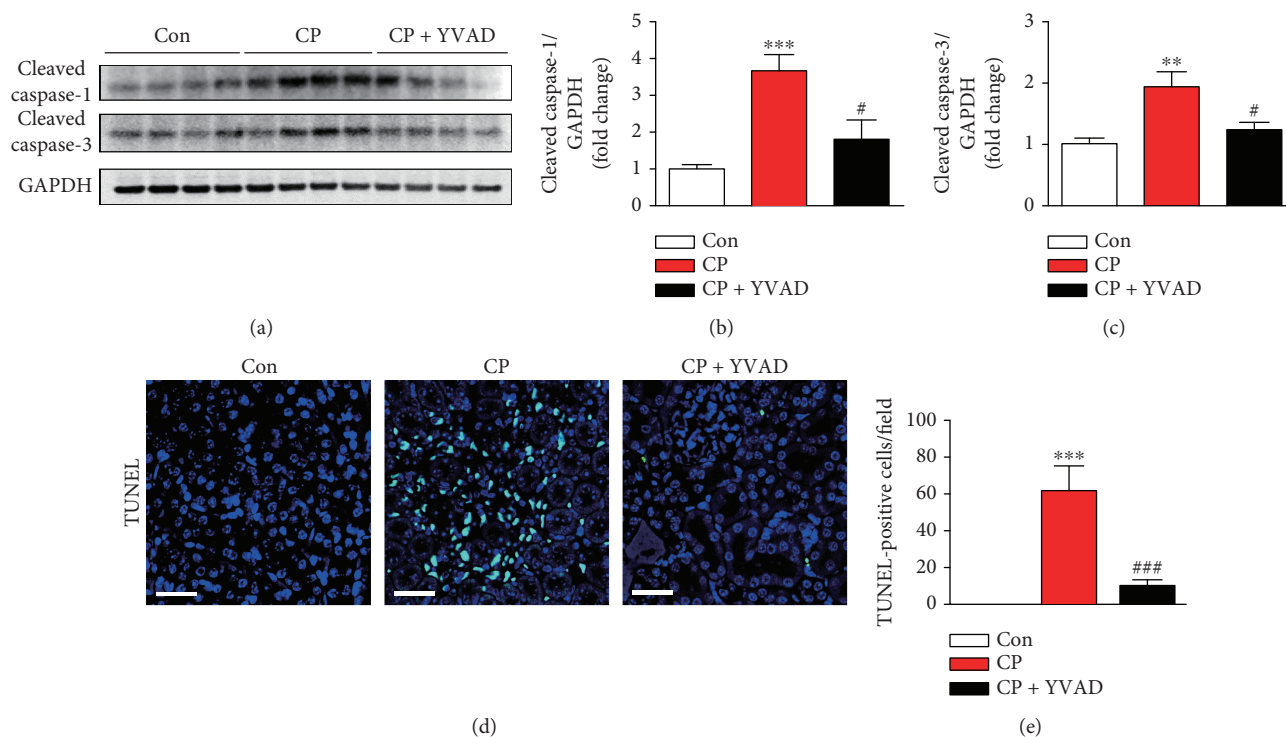 Con CP CP + YVAD
Cleaved
caspase-1
Cleaved
caspase-3
GAPDH
(a)
Cleaved caspase-1/
GAPDH
(fold change)
5
4
3
2
1
0
***
#
Con
CP
CP + YVAD
(b)
Cleaved caspase-3/
GAPDH
(fold change)
3
2
1
0
**
#
Con
CP
CP + YVAD
(c)
Con CP CP + YVAD
TUNEL
(d)
TUNEL-positive cells/field
100
80
60
40
20
0
***
###
Con
CP
CP + YVAD
(e)